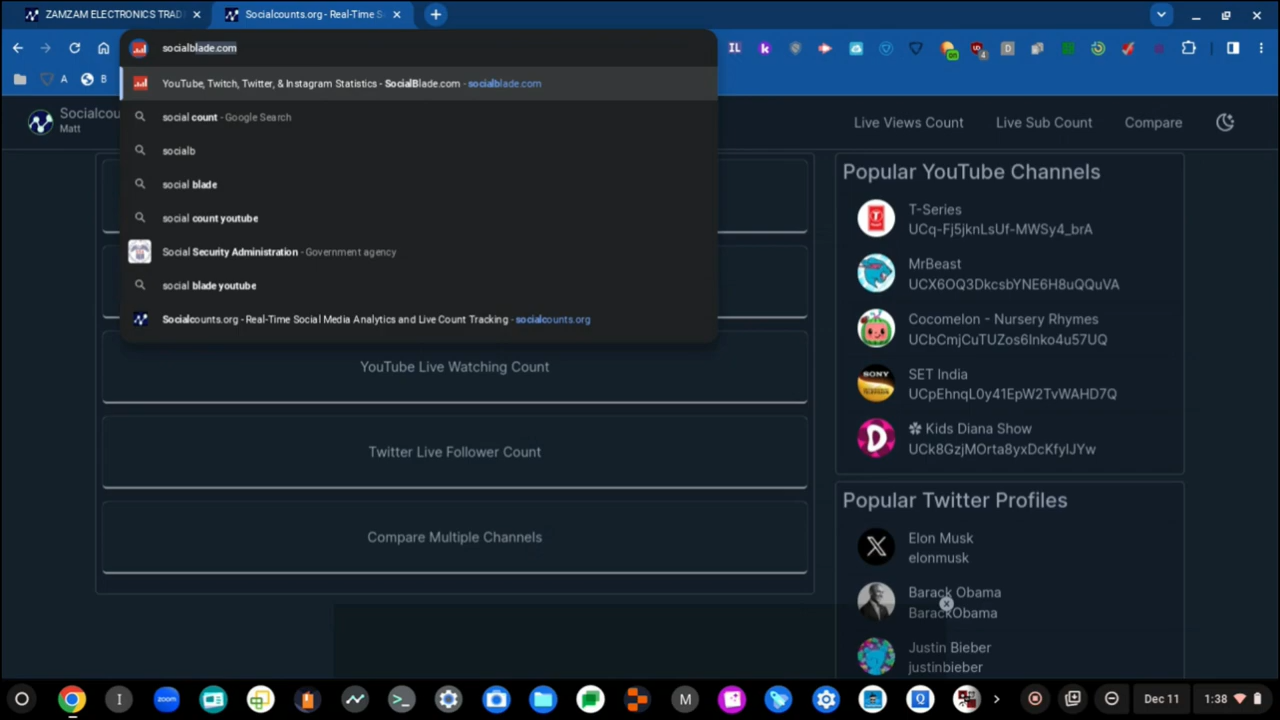 ZAMZAM ELECTRONICS TRAD
Socialcounts.org - Real-Time S
socialblade.com
YouTube, Twitch, Twitter, & Instagram Statistics - SocialBlade.com - socialblade.com
social count - Google Search
socialb
social blade
social count youtube
Social Security Administration - Government agency
social blade youtube
Socialcounts.org - Real-Time Social Media Analytics and Live Count Tracking - socialcounts.org
A
B
Socialcou
Matt
Live Views Count
Live Sub Count
Compare
YouTube Live Watching Count
Twitter Live Follower Count
Compare Multiple Channels
Popular YouTube Channels
T-Series
UCq-Fj5jknLsUf-MWSy4_brA
MrBeast
UCX6OQ3DkcsbYNE6H8uQQuVA
Cocomelon - Nursery Rhymes
UCbCmjCuTUZos6Inko4u57UQ
SET India
UCpEhnqL0y41EpW2TvWAHD7Q
✿ Kids Diana Show
UCk8GzjMOrta8yxDcKfylJYw
Popular Twitter Profiles
Elon Musk
elonmusk
Barack Obama
BarackObama
Justin Bieber
justinbieber
zoom
Dec 11
1:38